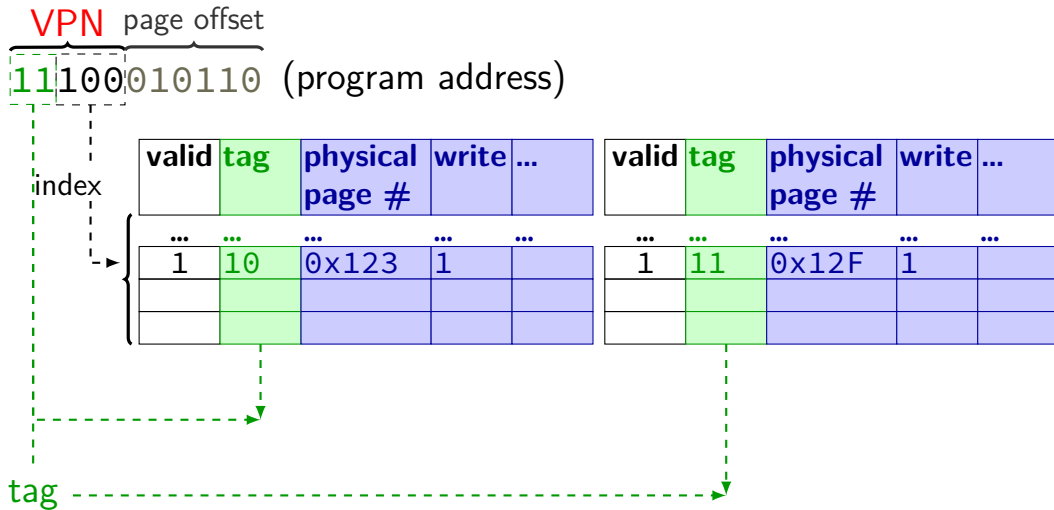 VPN page offset
11100010110 (program address)
index
valid tag physical page # write ... valid tag physical page # write ...
... ... ... ... ... ... ... ... ... ...
1 10 0x123 1 1 11 0x12F 1
tag